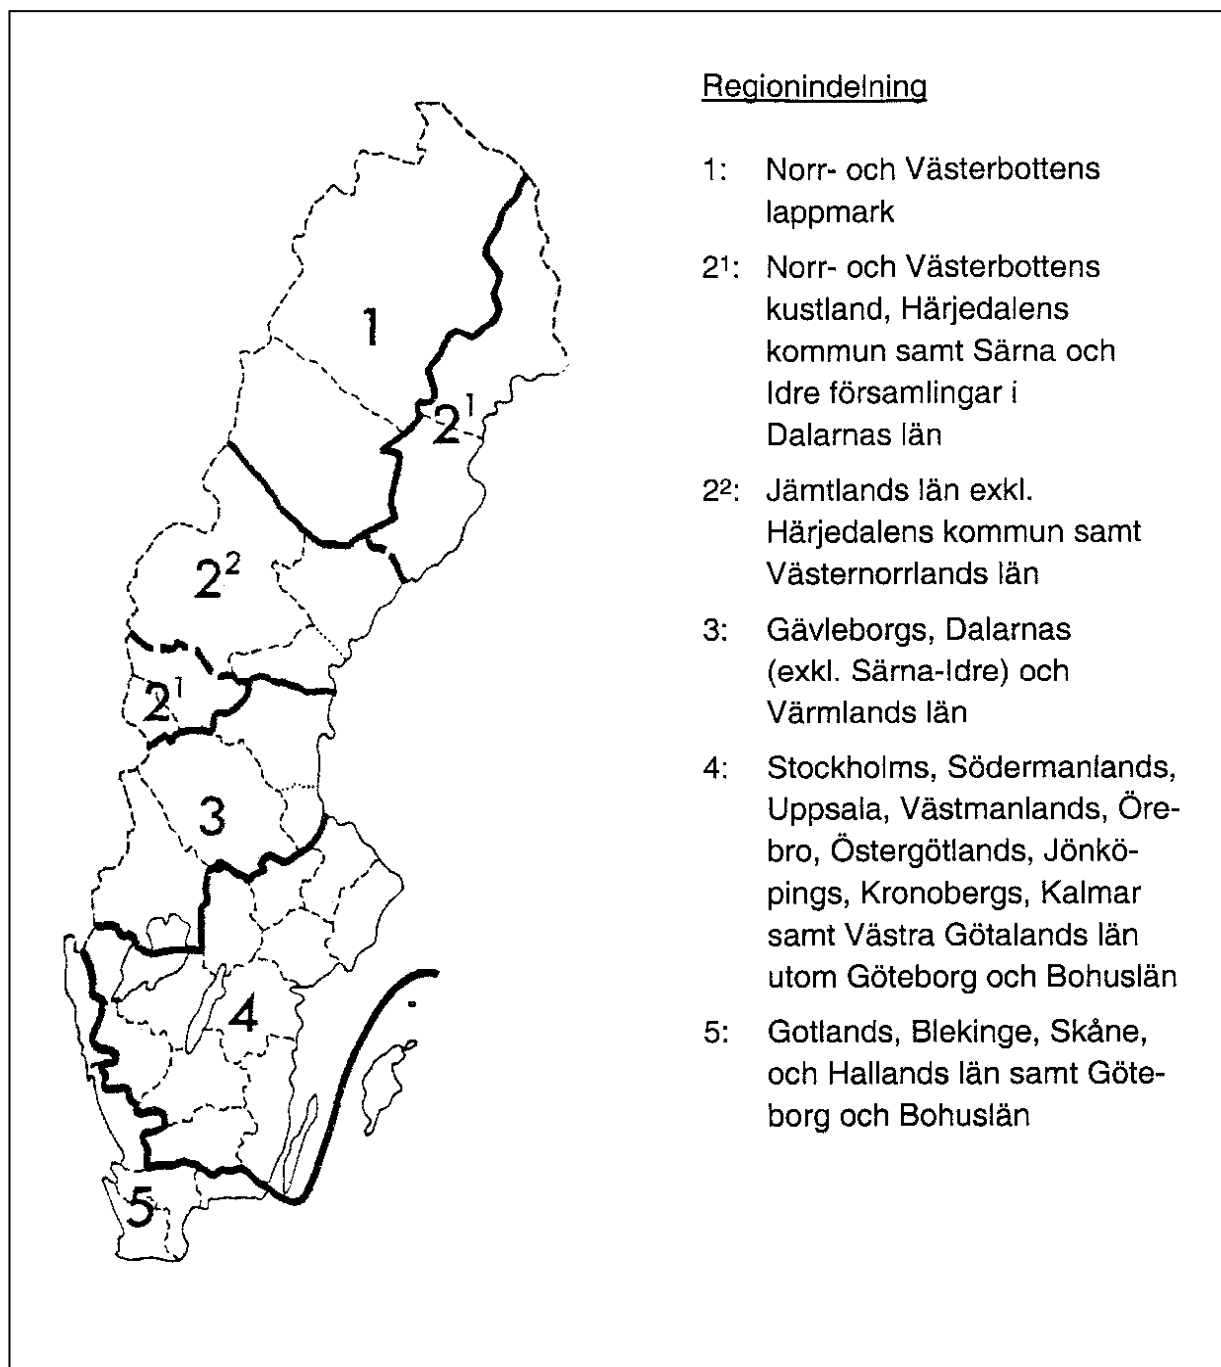 Regionindelning
1: Norr- och Västerbottens
lappmark
2¹: Norr- och Västerbottens
kustland, Härjedalens
kommun samt Särna och
Idre församlingar i
Dalarnas län
2²: Jämtlands län exkl.
Härjedalens kommun samt
Västernorrlands län
3: Gävleborgs, Dalarnas
(exkl. Särna-Idre) och
Värmlands län
4: Stockholms, Södermanlands,
Uppsala, Västmanlands, Öre-
bro, Östergötlands, Jönkö-
pings, Kronobergs, Kalmar
samt Västra Götalands län
utom Göteborg och Bohuslän
5: Gotlands, Blekinge, Skåne,
och Hallands län samt Göte-
borg och Bohuslän
1
2¹
2²
2¹
3
4
5